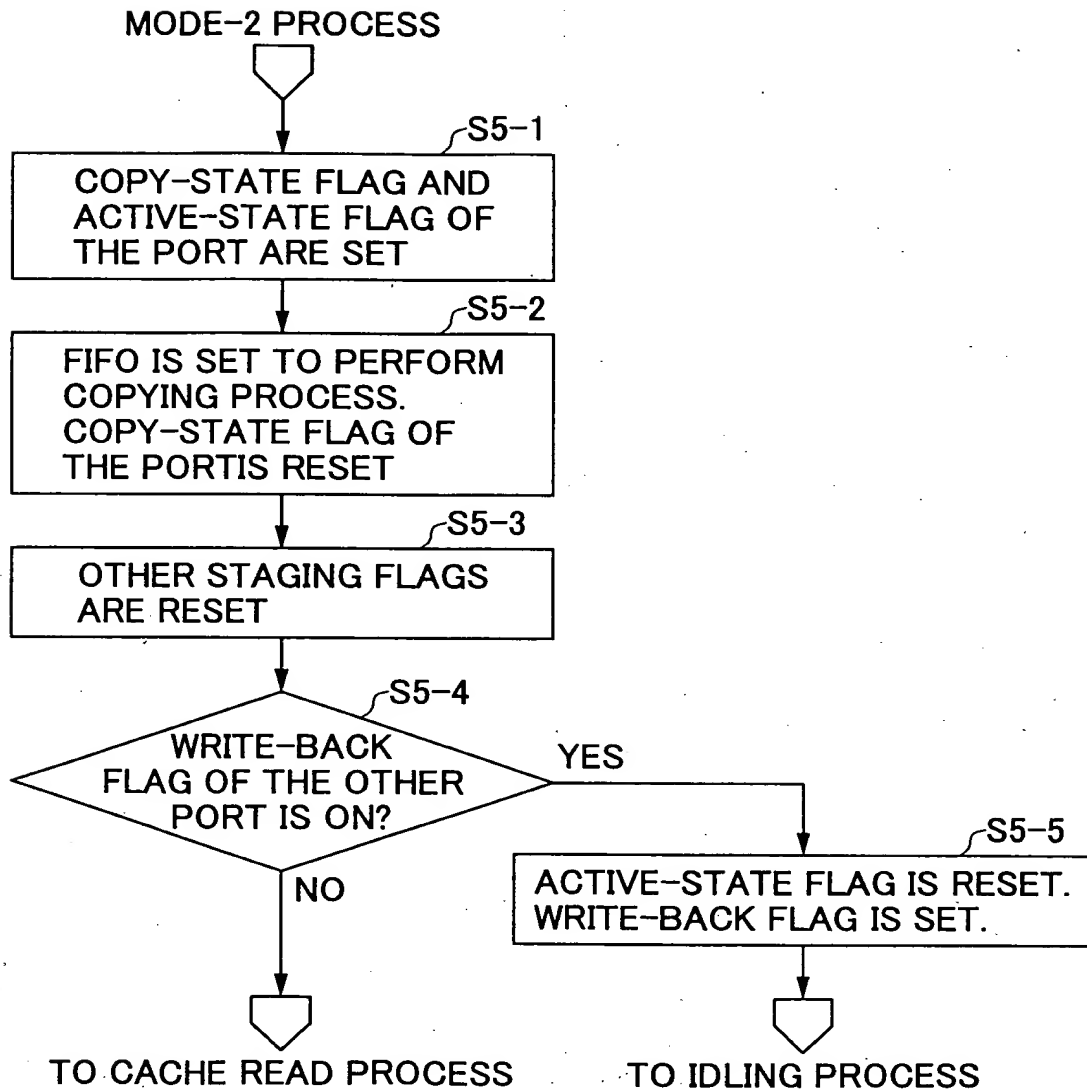 MODE-2 PROCESS
S5-1
COPY-STATE FLAG AND
ACTIVE-STATE FLAG OF
THE PORT ARE SET
S5-2
FIFO IS SET TO PERFORM
COPYING PROCESS.
COPY-STATE FLAG OF
THE PORTIS RESET
S5-3
OTHER STAGING FLAGS
ARE RESET
S5-4
WRITE-BACK
FLAG OF THE OTHER
PORT IS ON?
YES
NO
S5-5
ACTIVE-STATE FLAG IS RESET.
WRITE-BACK FLAG IS SET.
TO CACHE READ PROCESS
TO IDLING PROCESS